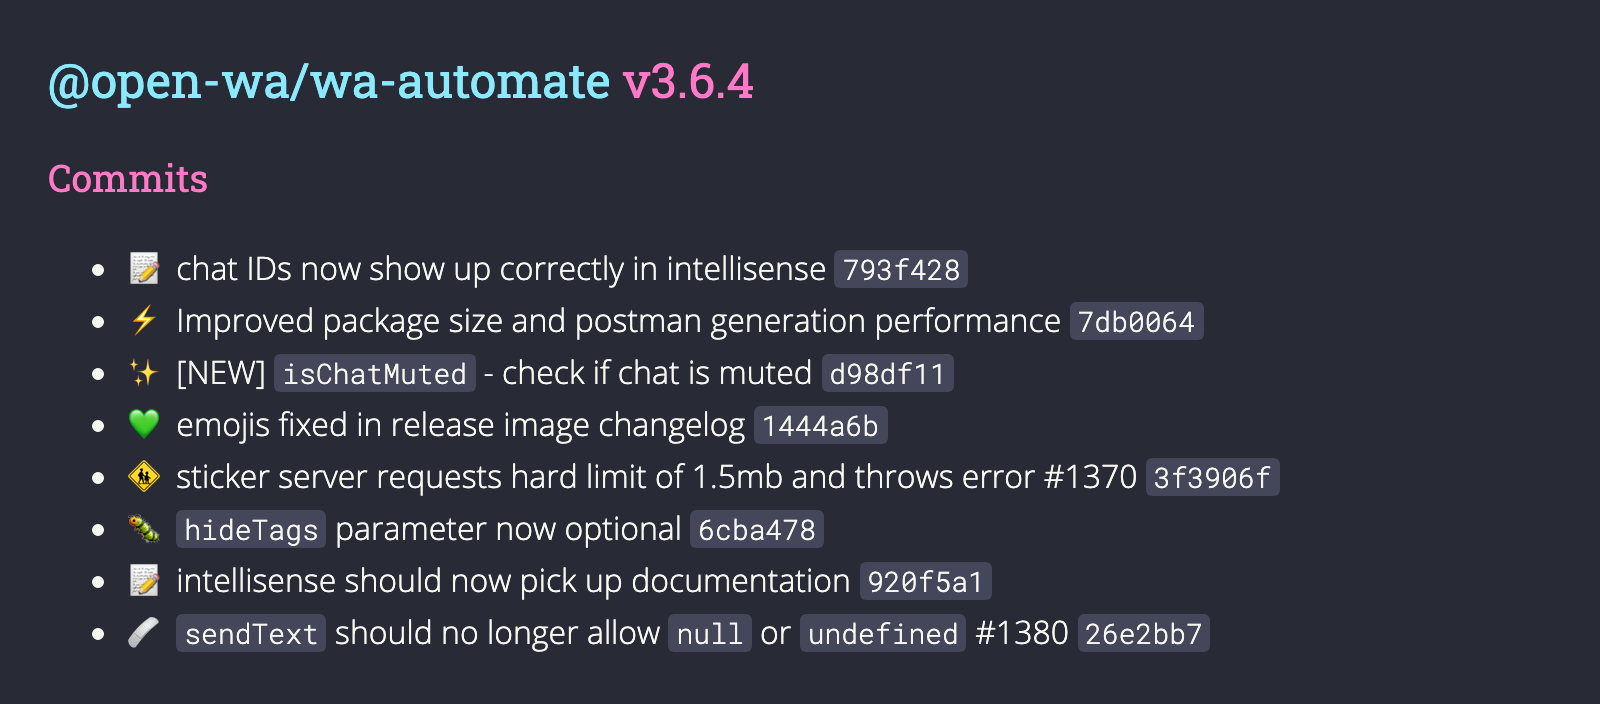 @open-wa/wa-automate v3.6.4
Commits
• 📝 chat IDs now show up correctly in intellisense 793f428
• ⚡ Improved package size and postman generation performance 7db0064
• ✨ [NEW] isChatMuted - check if chat is muted d98df11
• 💚 emojis fixed in release image changelog 1444a6b
• 🚸 sticker server requests hard limit of 1.5mb and throws error #1370 3f3906f
• 🐛 hideTags parameter now optional 6cba478
• 📝 intellisense should now pick up documentation 920f5a1
• 🩹 sendText should no longer allow null or undefined #1380 26e2bb7